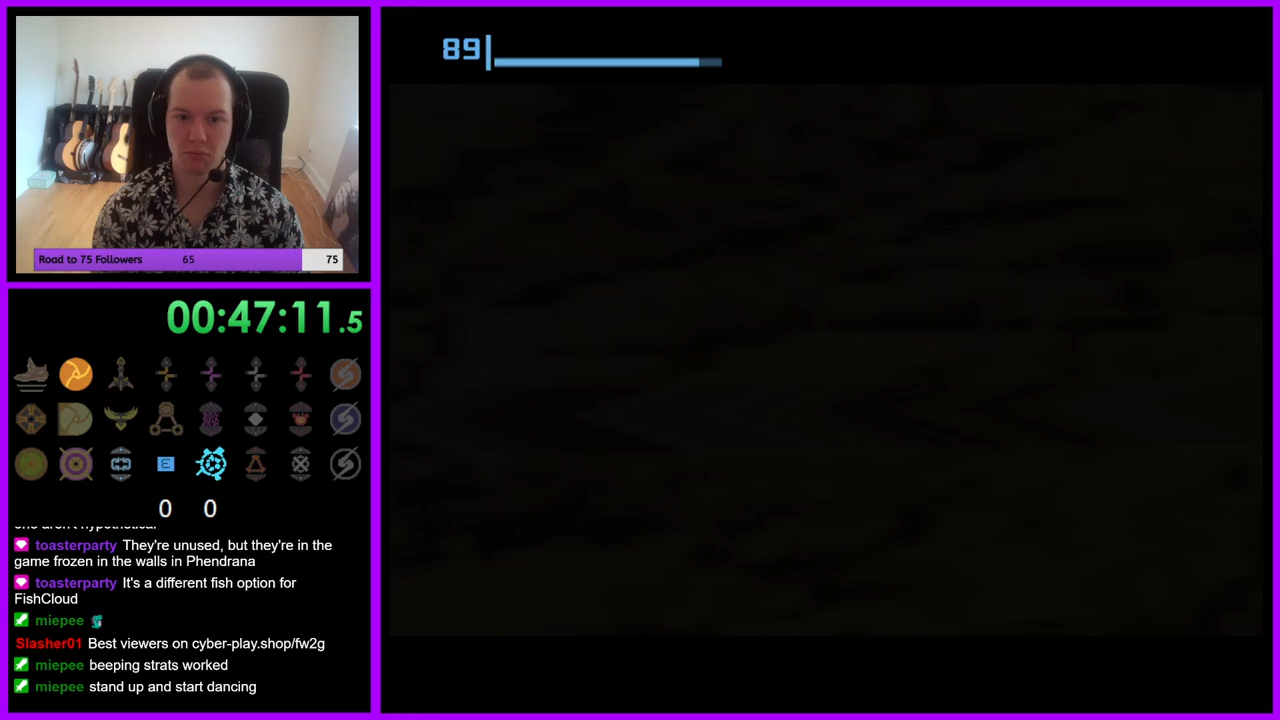 89
Road to 75 Followers 65 75
00:47:11.5
0 0
toasterparty They're unused, but they're in the
game frozen in the walls in Phendrana
toasterparty It's a different fish option for
FishCloud
miepee
Slasher01 Best viewers on cyber-play.shop/fw2g
miepee beeping strats worked
miepee stand up and start dancing